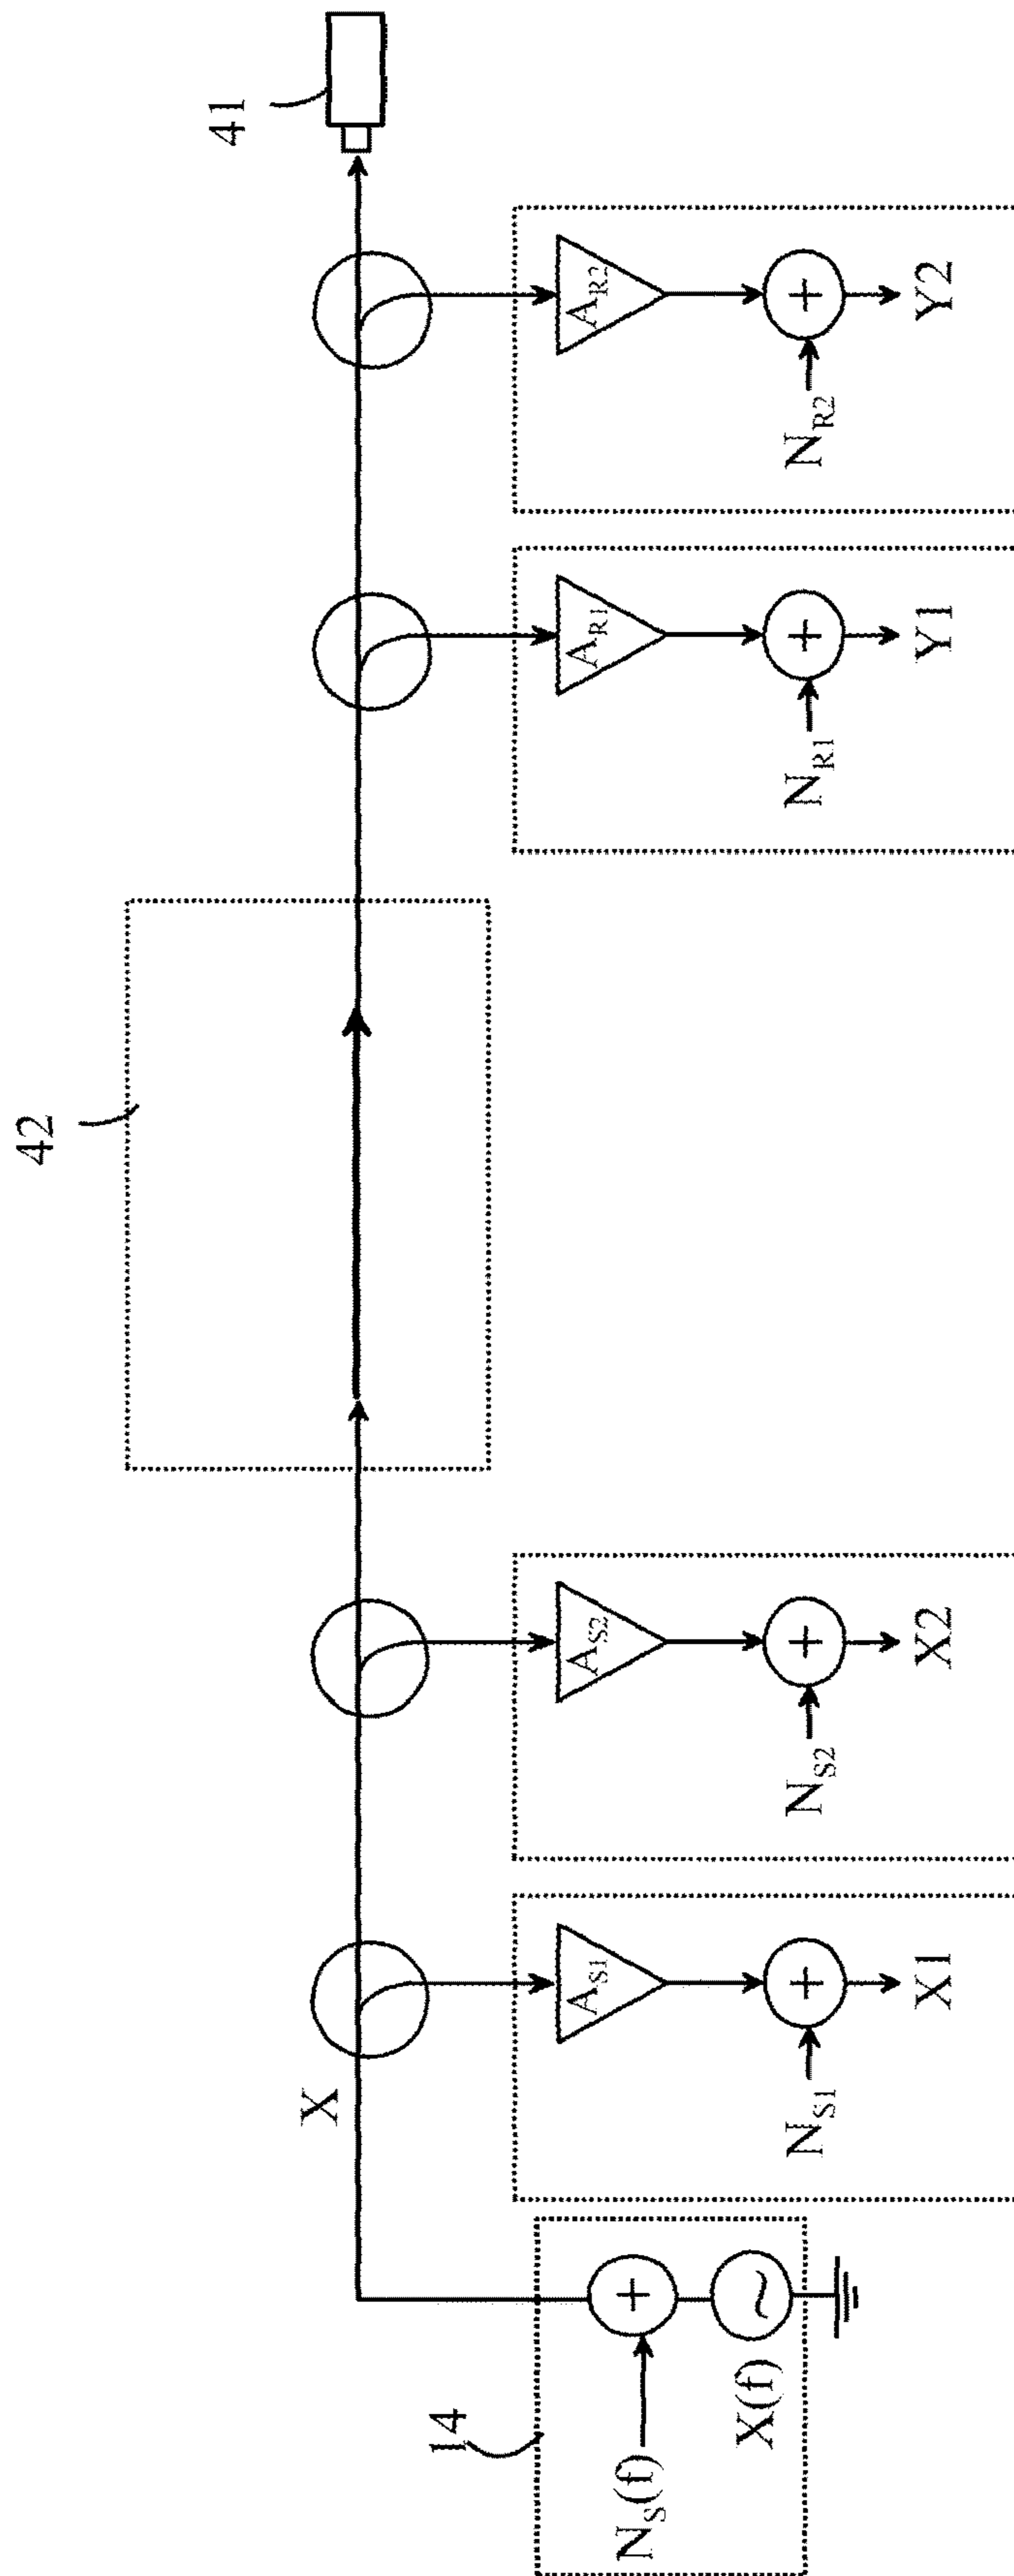 41
42
X
14
N_S(f)
X(f)
A_S1
N_S1
X1
A_S2
N_S2
X2
A_R1
N_R1
Y1
A_R2
N_R2
Y2